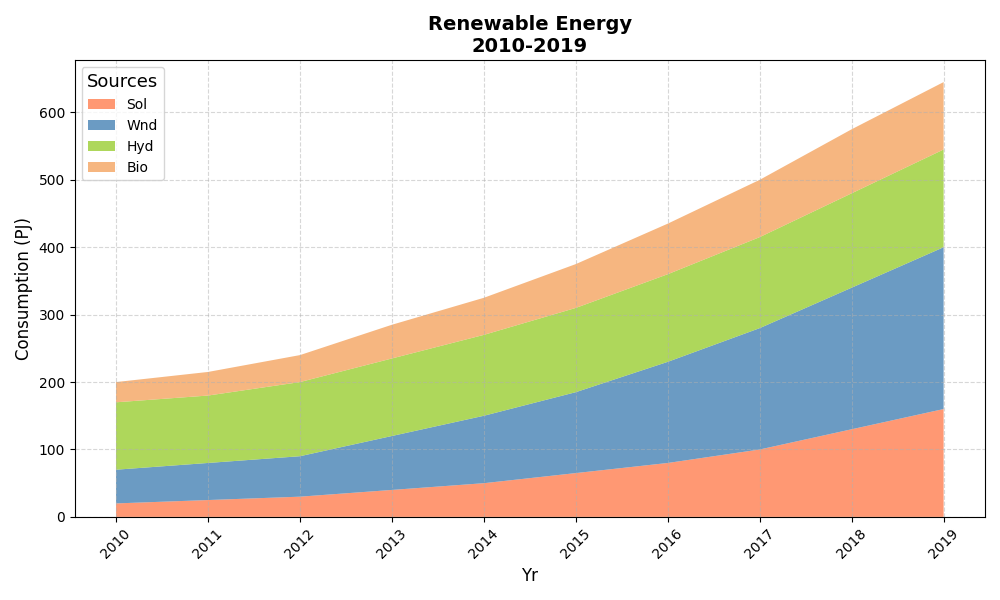 Renewable Energy
2010-2019
Sources
Sol
Wnd
Hyd
Bio
Consumption (PJ)
600
500
400
300
200
100
0
2010
2011
2012
2013
2014
2015
2016
2017
2018
2019
Yr